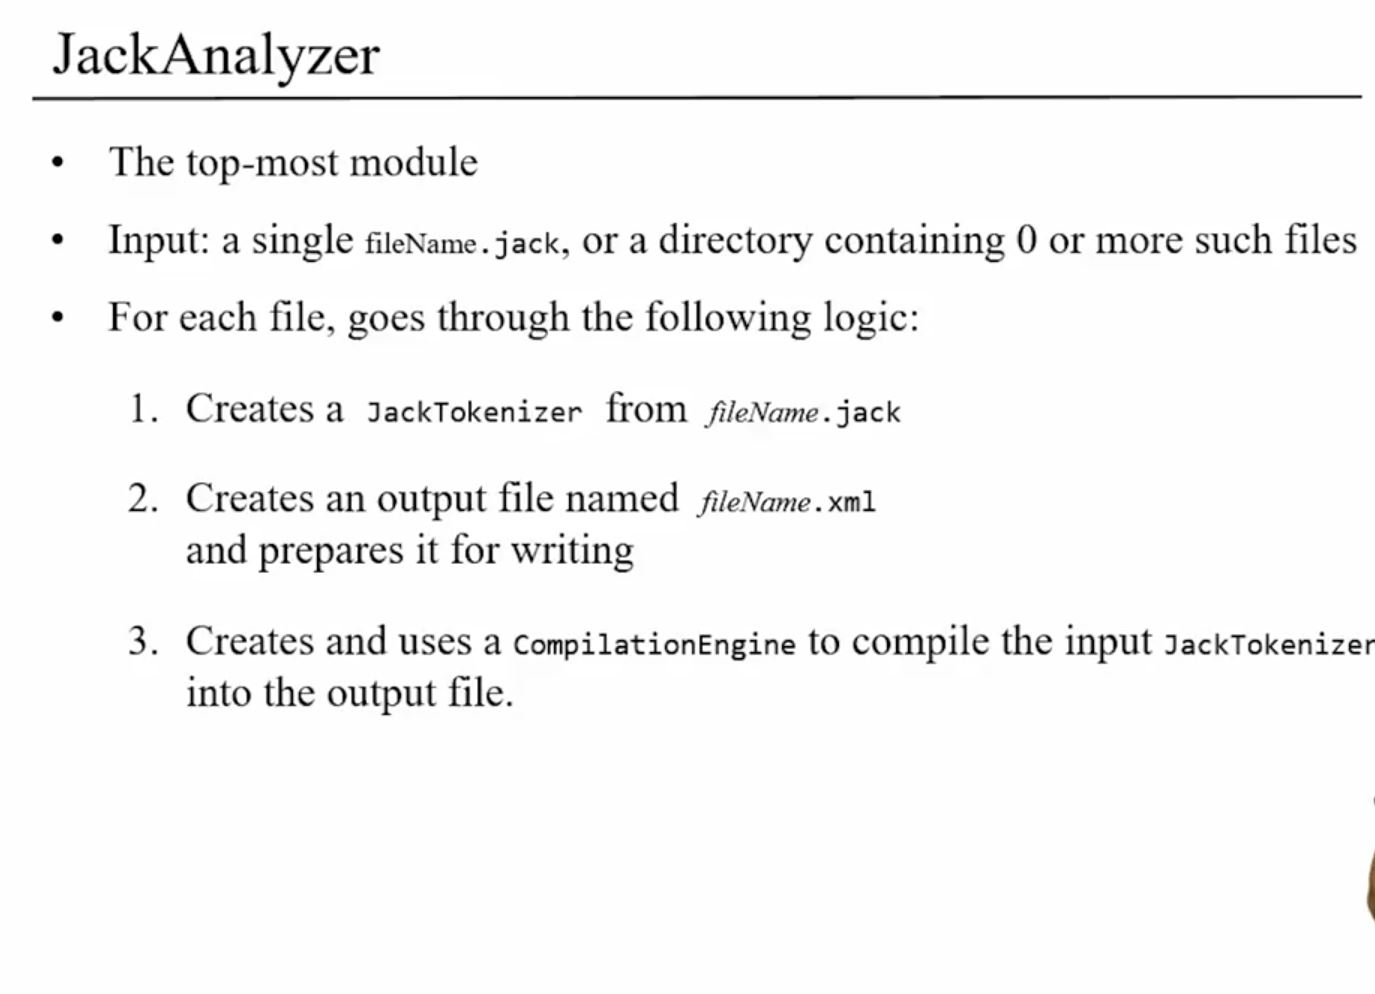 JackAnalyzer
• The top-most module
• Input: a single fileName.jack, or a directory containing 0 or more such files
• For each file, goes through the following logic:
1. Creates a JackTokenizer from fileName.jack
2. Creates an output file named fileName.xml
and prepares it for writing
3. Creates and uses a CompilationEngine to compile the input JackTokenizer
into the output file.